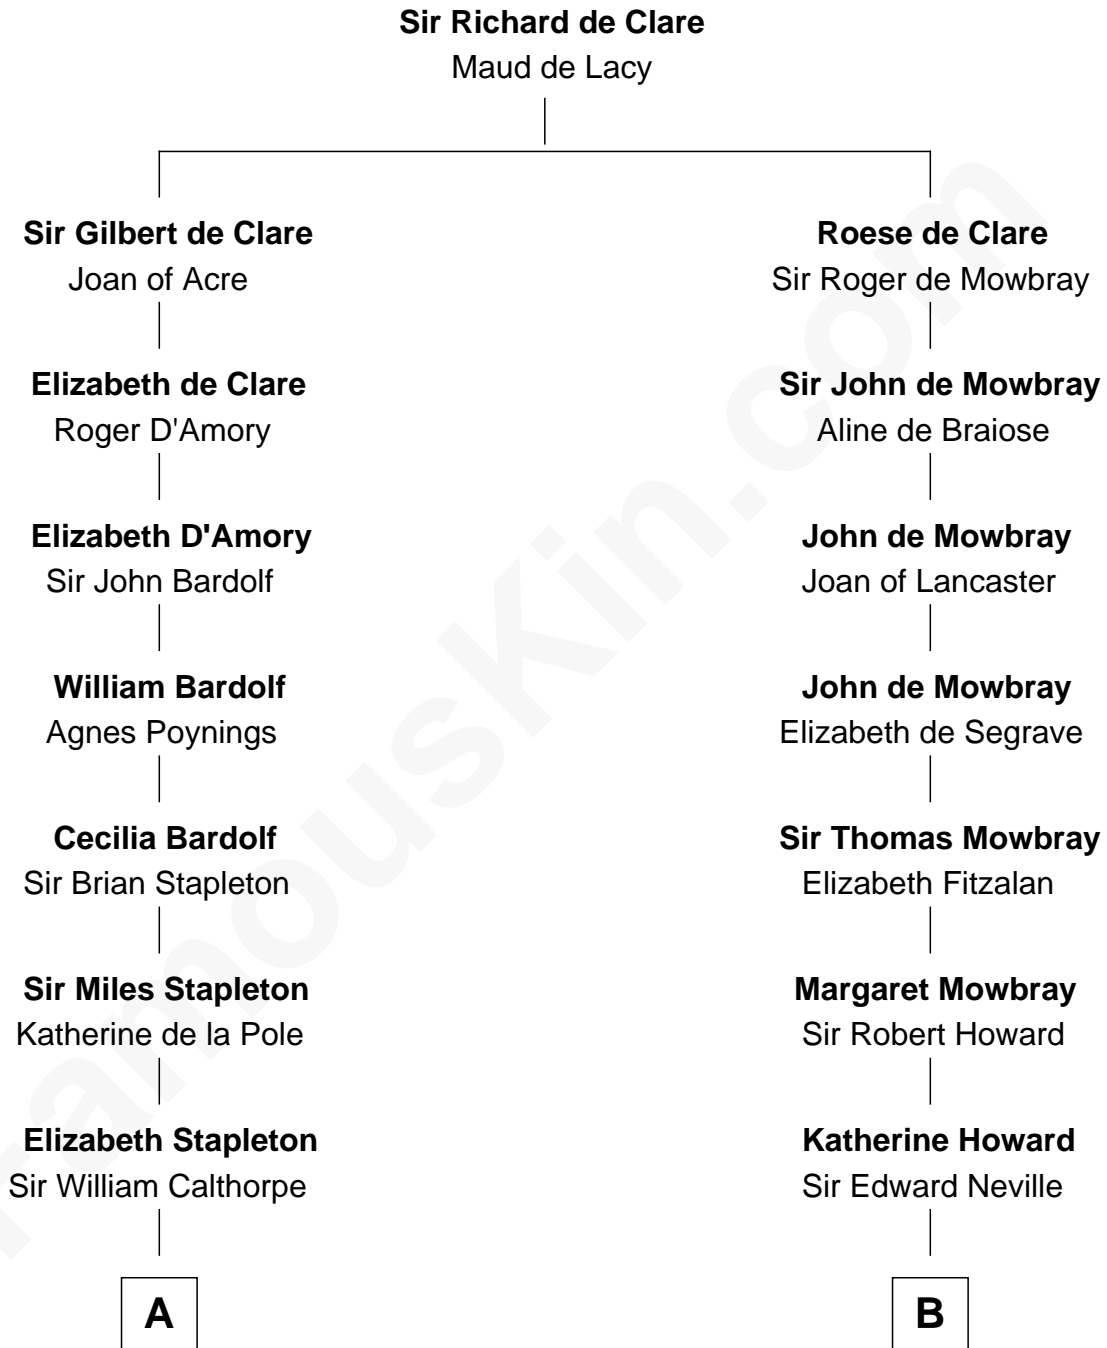 Sir Richard de Clare
Maud de Lacy
Sir Gilbert de Clare
Joan of Acre
Roese de Clare
Sir Roger de Mowbray
Elizabeth de Clare
Roger D'Amory
Sir John de Mowbray
Aline de Braiose
Elizabeth D'Amory
Sir John Bardolf
John de Mowbray
Joan of Lancaster
William Bardolf
Agnes Poynings
John de Mowbray
Elizabeth de Segrave
Cecilia Bardolf
Sir Brian Stapleton
Sir Thomas Mowbray
Elizabeth Fitzalan
Sir Miles Stapleton
Katherine de la Pole
Margaret Mowbray
Sir Robert Howard
Elizabeth Stapleton
Sir William Calthorpe
Katherine Howard
Sir Edward Neville
A
B
FamousKin.com